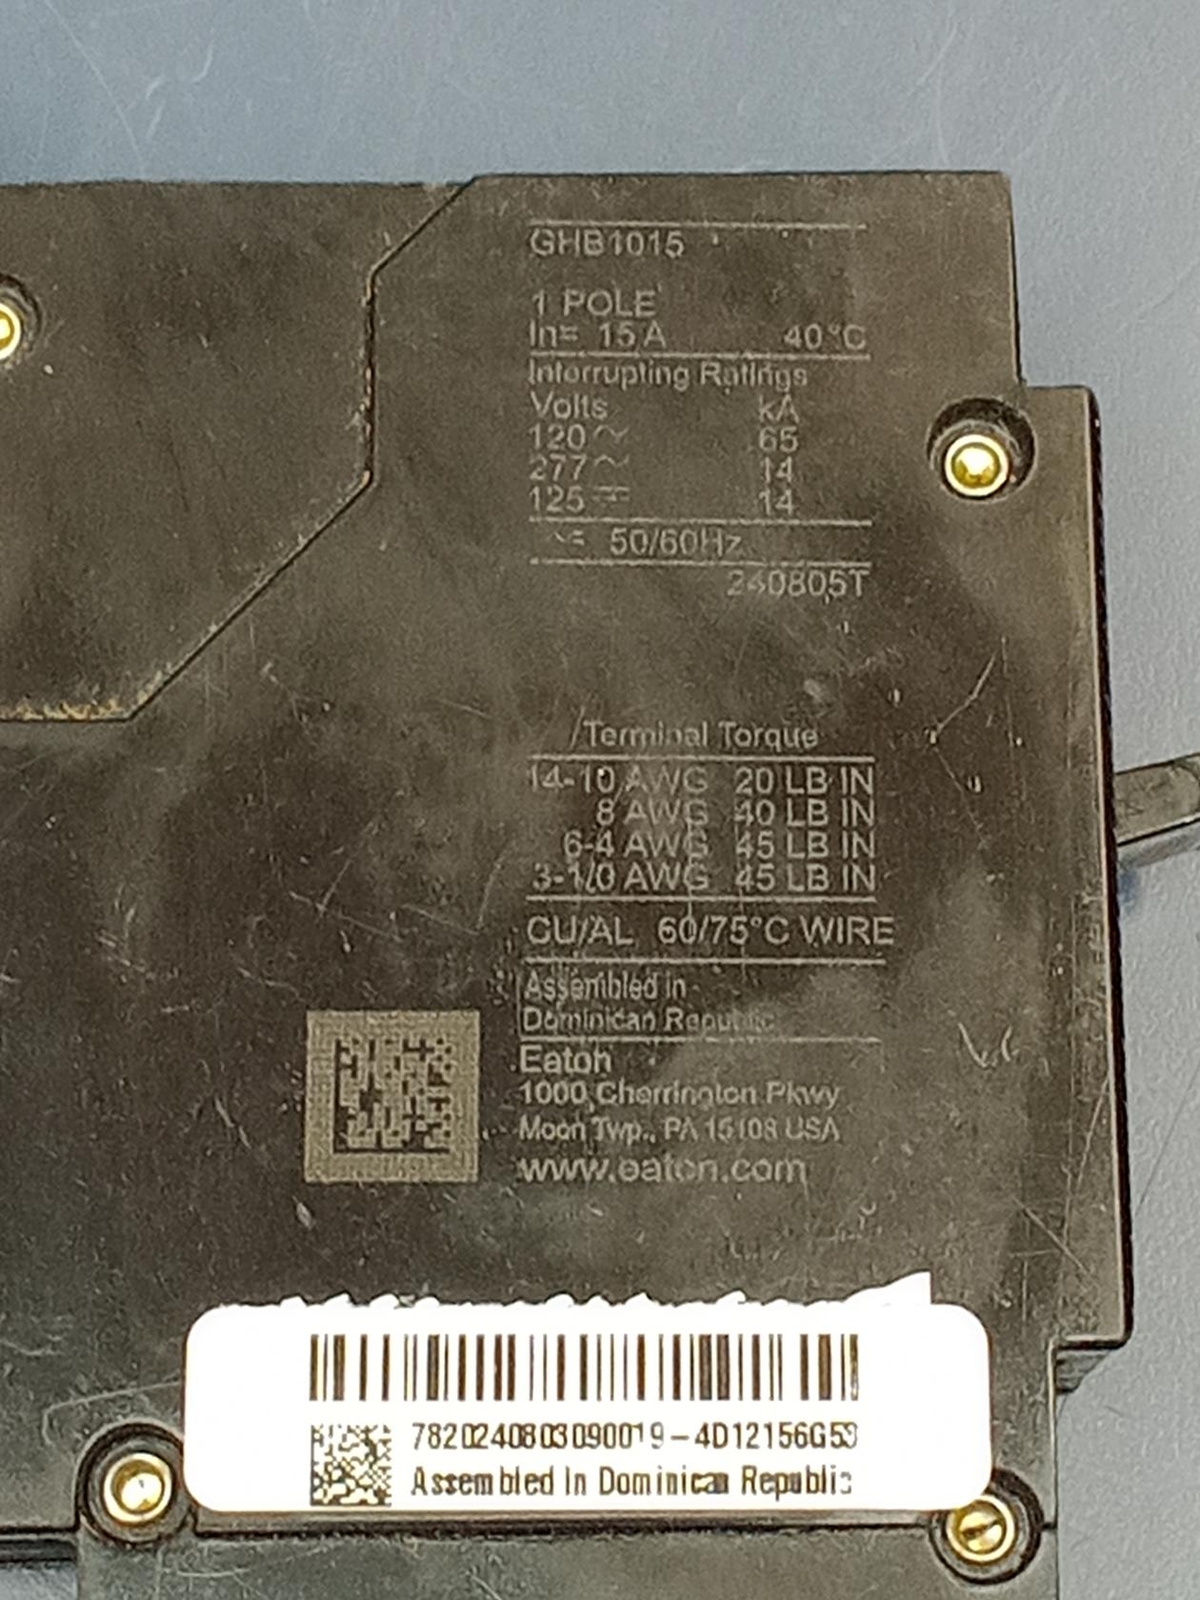 GHB1015
1 POLE
In= 15 A 40°C
Interrupting Ratings
Volts kA
120 ~ 65
277 ~ 14
125 ⎓ 14
50/60Hz
240805T
Terminal Torque
14-10 AWG 20 LB IN
8 AWG 40 LB IN
6-4 AWG 45 LB IN
3-1/0 AWG 45 LB IN
CU/AL 60/75°C WIRE
Assembled in
Dominican Republic
Eaton
1000 Cherrington Pkwy
Moon Twp., PA 15108 USA
www.eaton.com
7820240803090019-4D12156G59
Assembled In Dominican Republic